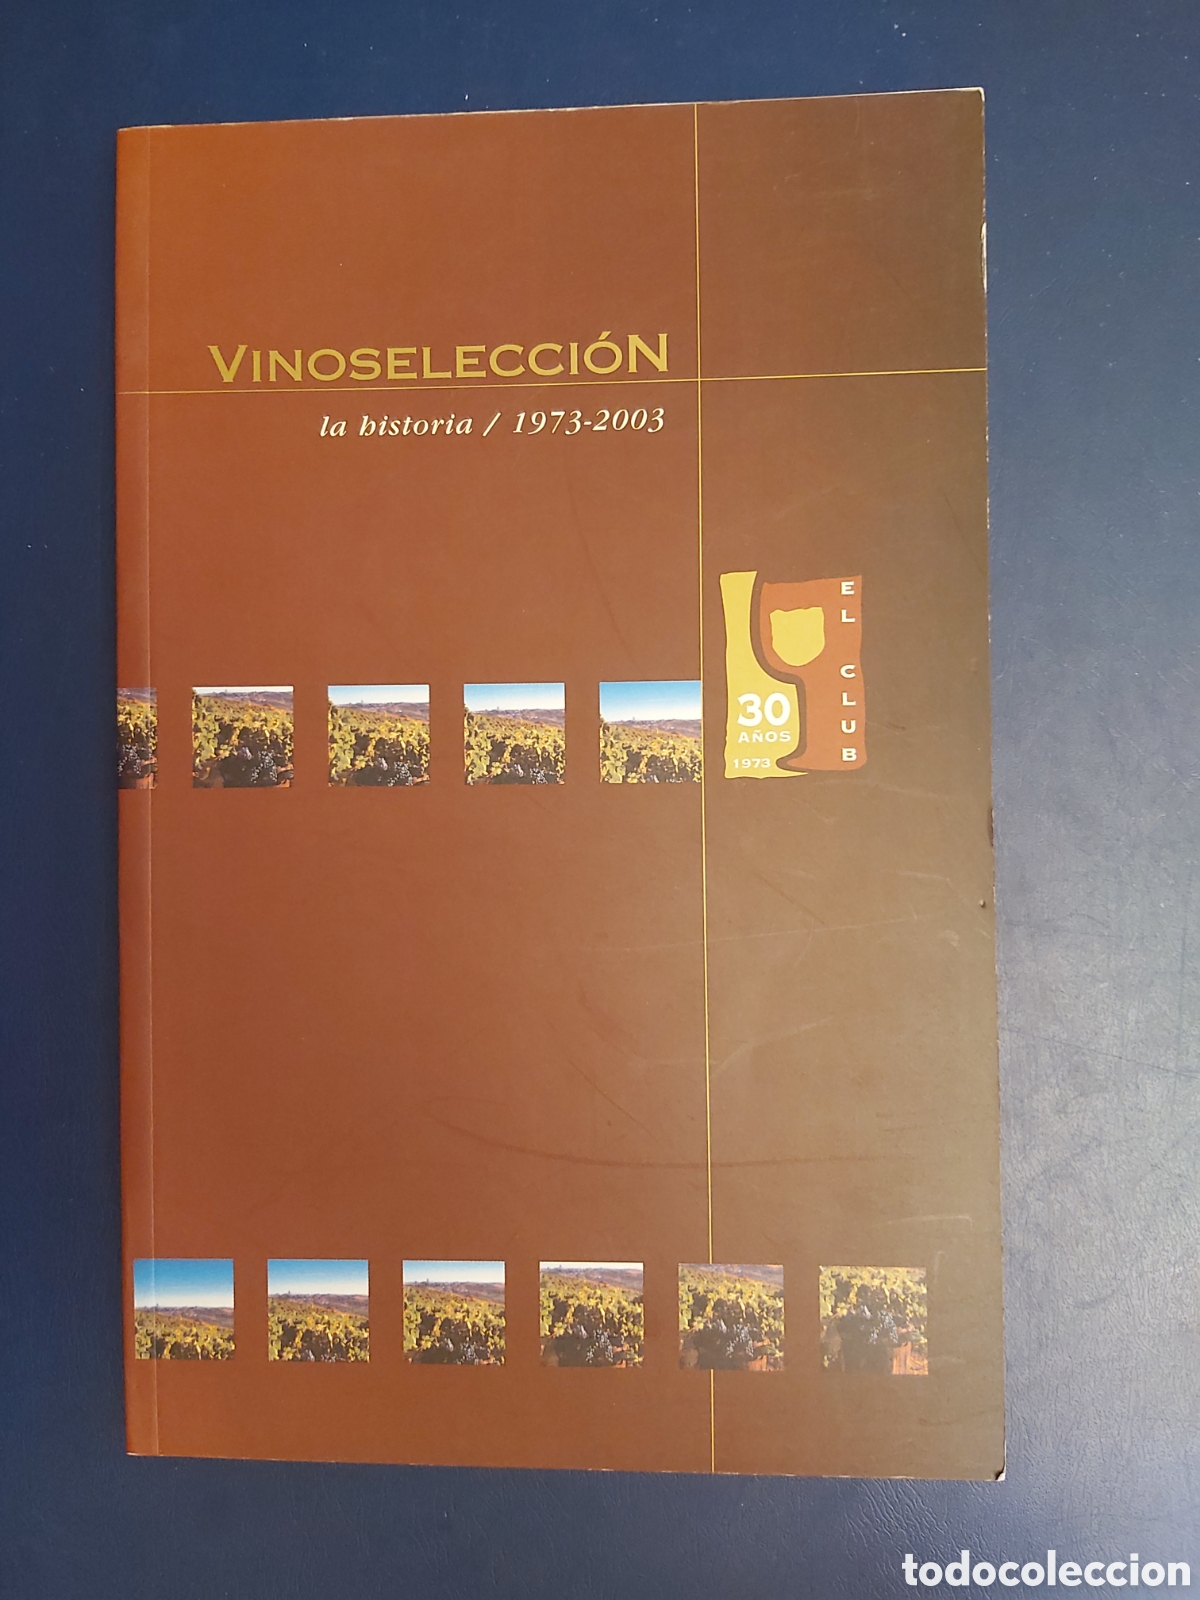 VINOSELECCIÓN
la historia / 1973-2003
EL CLUB
30
AÑOS
1973
todocoleccion